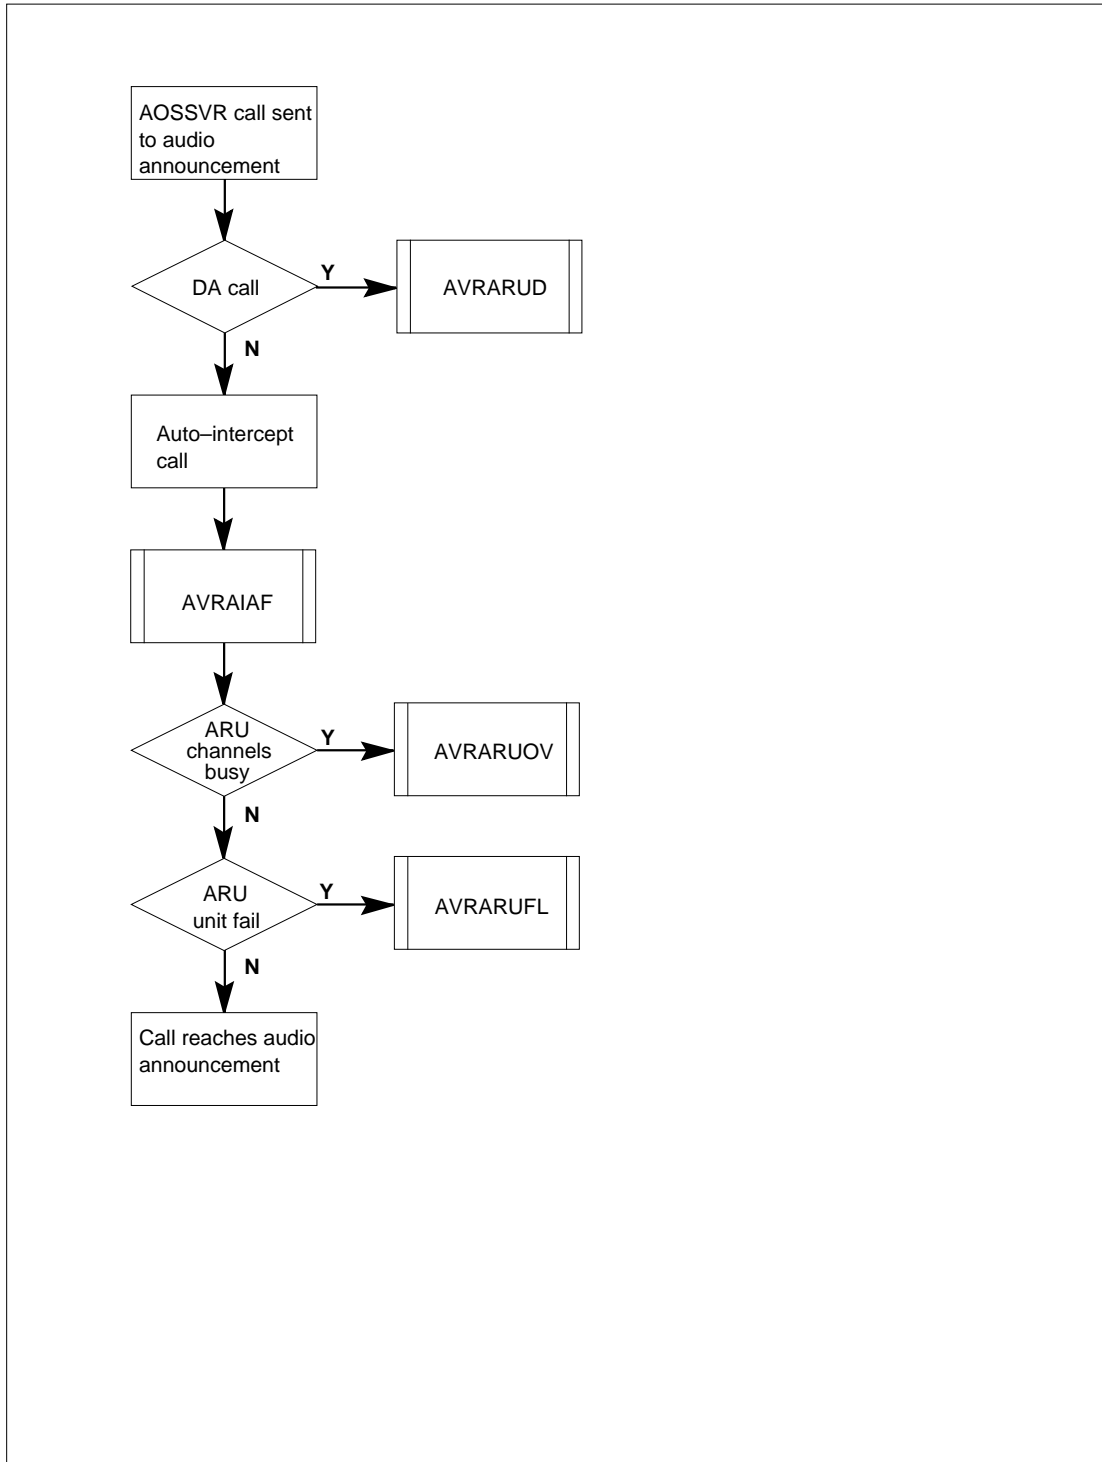 AOSSVR call sent
to audio
announcement
DA call
Y
AVRARUD
N
Auto–intercept
call
AVRAIAF
ARU
channels
busy
Y
AVRARUOV
N
ARU
unit fail
Y
AVRARUFL
N
Call reaches audio
announcement